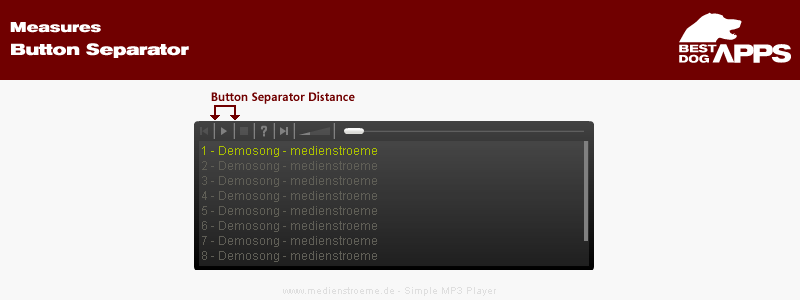 Measures
Button Separator
BEST DOG APPS
Button Separator Distance
?
1 - Demosong - medienstroeme
2 - Demosong - medienstroeme
3 - Demosong - medienstroeme
4 - Demosong - medienstroeme
5 - Demosong - medienstroeme
6 - Demosong - medienstroeme
7 - Demosong - medienstroeme
8 - Demosong - medienstroeme
www.medienstroeme.de - Simple MP3 Player